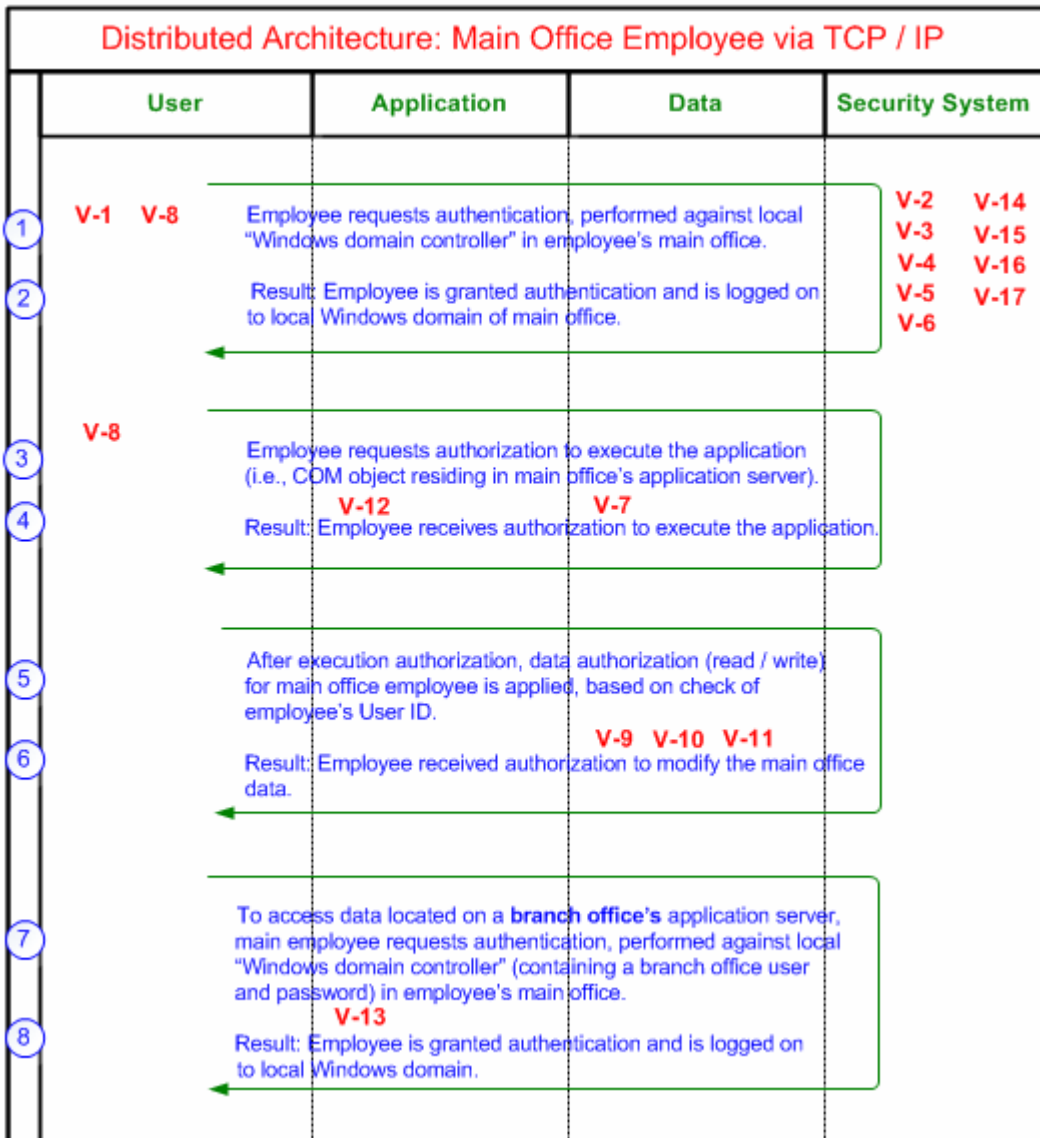 Distributed Architecture: Main Office Employee via TCP / IP
User Application Data Security System
1 V-1 V-8 Employee requests authentication, performed against local
"Windows domain controller" in employee's main office.
V-2 V-14
V-3 V-15
V-4 V-16
V-5 V-17
V-6
2 Result: Employee is granted authentication and is logged on
to local Windows domain of main office.
V-8
3 Employee requests authorization to execute the application
(i.e., COM object residing in main office's application server).
V-12 V-7
4 Result: Employee receives authorization to execute the application.
5 After execution authorization, data authorization (read / write)
for main office employee is applied, based on check of
employee's User ID.
V-9 V-10 V-11
6 Result: Employee received authorization to modify the main office
data.
7 To access data located on a branch office's application server,
main employee requests authentication, performed against local
"Windows domain controller" (containing a branch office user
and password) in employee's main office.
V-13
8 Result: Employee is granted authentication and is logged on
to local Windows domain.